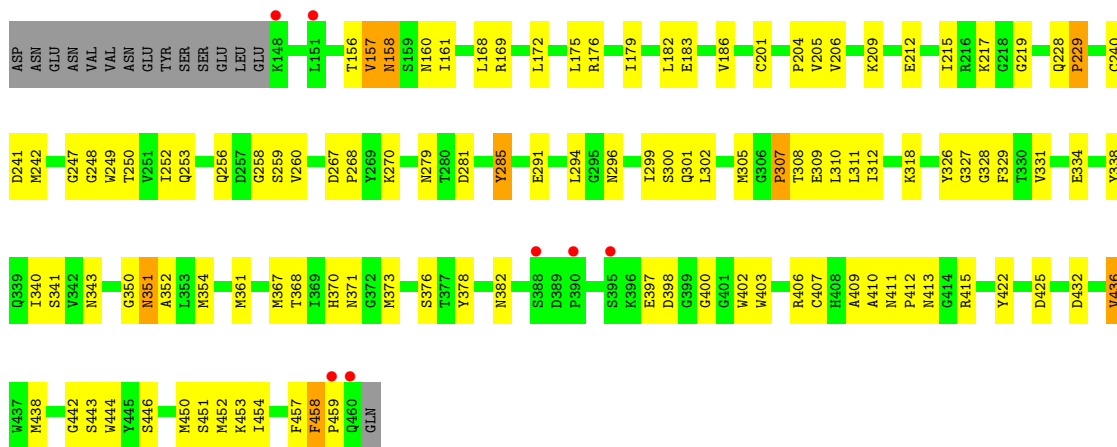 ASP ASN GLU ASN VAL VAL ASN GLU TYR SER SER GLU LEU GLU K148 L151 T156 V157 N158 S159 N160 I161 L168 R169 L172 L175 R176 I179 L182 E183 V186 C201 P204 V205 V206 K209 E212 I215 R216 K217 G218 G219 Q228 P229 C240
D241 M242 G247 G248 W249 T250 V251 I252 Q253 Q256 D257 G258 S259 V260 D267 P268 Y269 K270 N279 T280 D281 Y285 E291 L294 G295 N296 I299 S300 Q301 L302 M305 G306 P307 T308 E309 L310 L311 I312 K318 Y326 G327 G328 F329 T330 V331 E334 Y338
Q339 I340 S341 V342 N343 G350 N351 A352 L353 M354 M361 M367 T368 I369 H370 N371 G372 M373 S376 T377 Y378 N382 S388 D389 P390 S395 K396 E397 D398 G399 G400 G401 W402 W403 R406 C407 H408 A409 A410 N411 P412 N413 G414 R415 Y422 D425 D432 V436
W437 M438 G442 S443 W444 Y445 S446 M450 S451 M452 K453 I454 F457 F458 P459 Q460 GLN